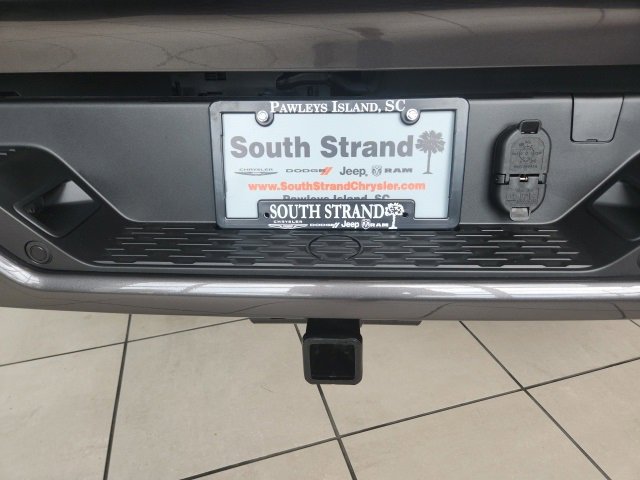 PAWLEYS ISLAND, SC
South Strand
CHRYSLER DODGE Jeep RAM
www.SouthStrandChrysler.com
Pawleys Island, SC
SOUTH STRAND
CHRYSLER DODGE Jeep RAM